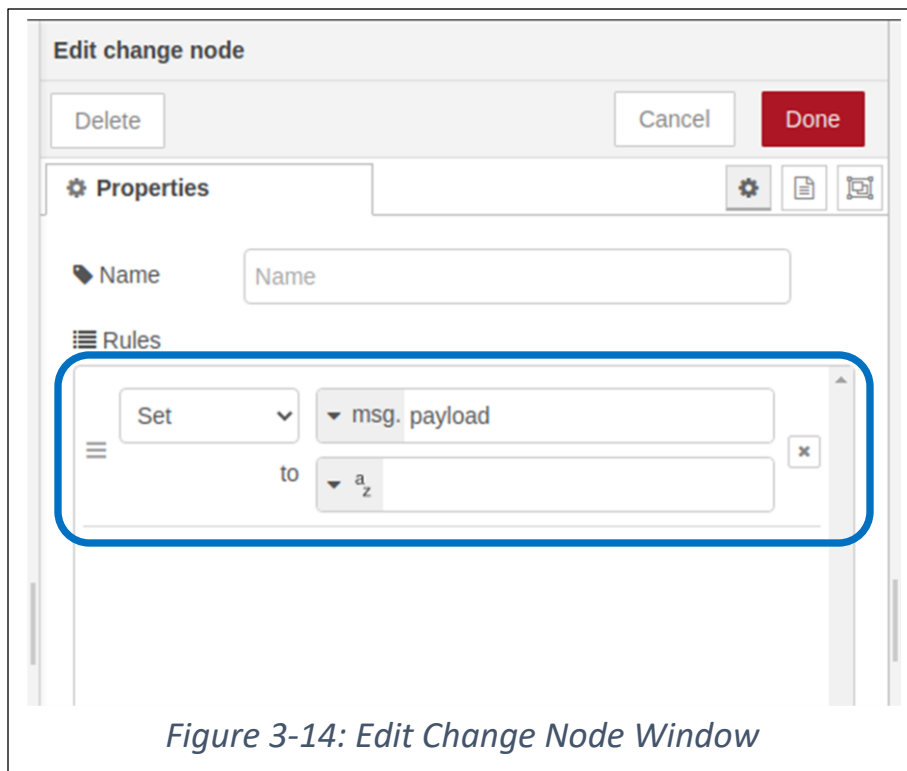 Edit change node
Delete Cancel Done
Properties
Name Name
Rules
Set msg. payload
to a z
Figure 3-14: Edit Change Node Window